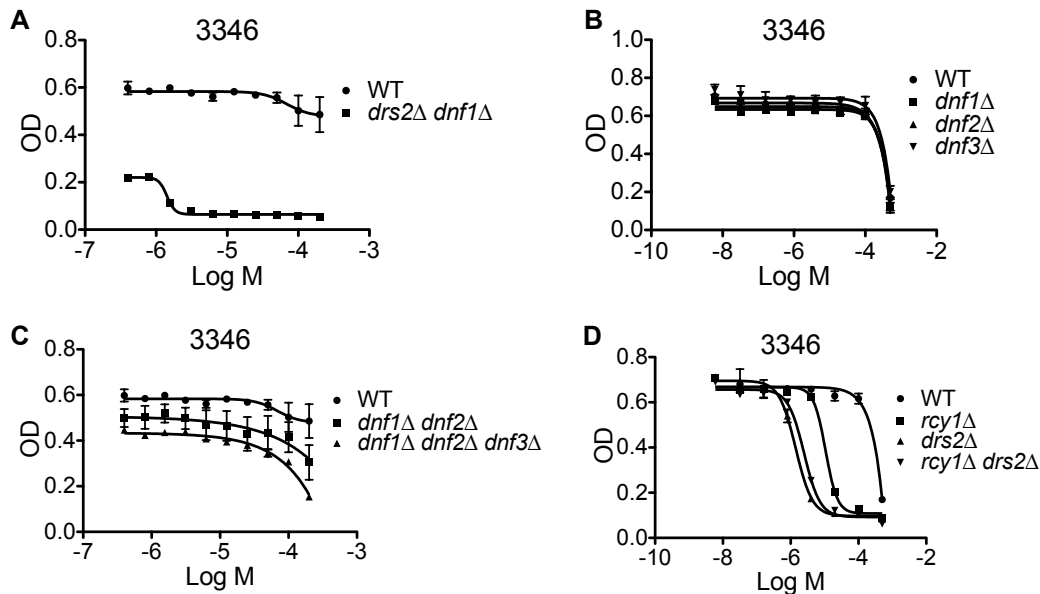 A
3346
0.8
0.6
0.4
0.2
0.0
OD
-7 -6 -5 -4 -3
Log M
WT
drs2Δ dnf1Δ
B
3346
1.0
0.8
0.6
0.4
0.2
0.0
OD
-10 -8 -6 -4 -2
Log M
WT
dnf1Δ
dnf2Δ
dnf3Δ
C
3346
0.8
0.6
0.4
0.2
0.0
OD
-7 -6 -5 -4 -3
Log M
WT
dnf1Δ dnf2Δ
dnf1Δ dnf2Δ dnf3Δ
D
3346
0.8
0.6
0.4
0.2
0.0
OD
-10 -8 -6 -4 -2
Log M
WT
rcy1Δ
drs2Δ
rcy1Δ drs2Δ